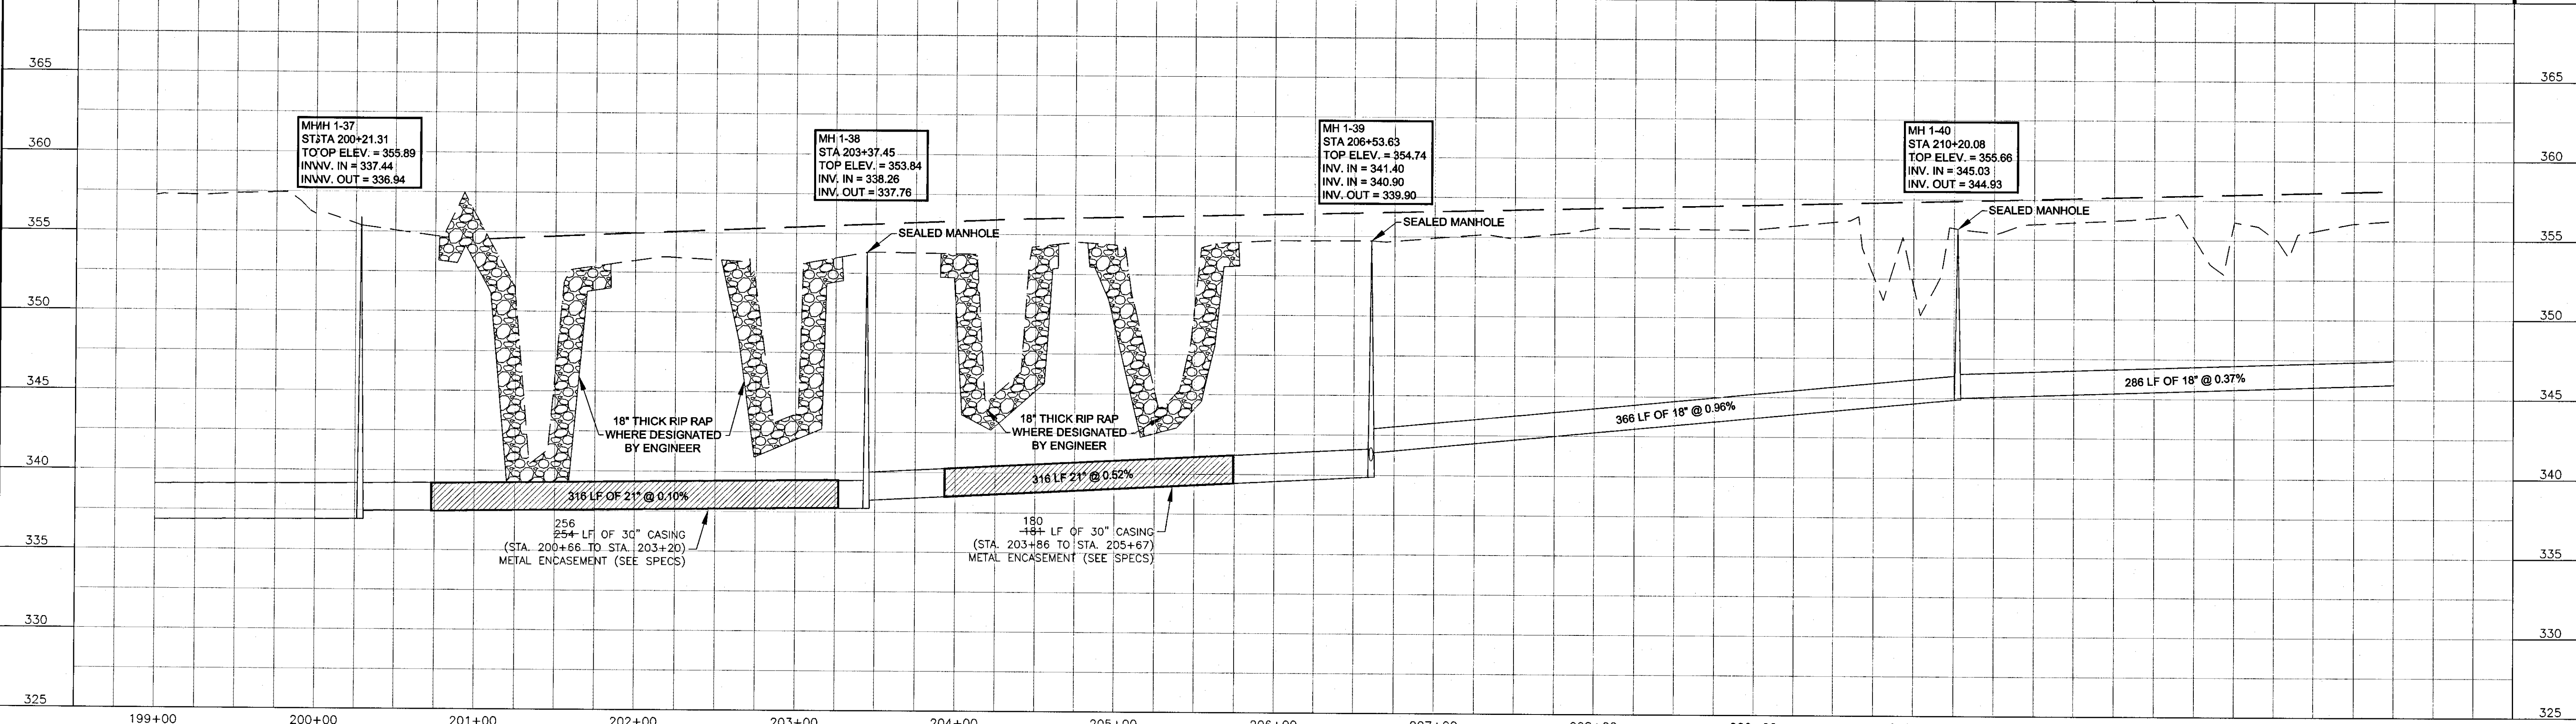 365
365
360
360
355
355
350
350
345
345
340
340
335
335
330
330
325
325
MH 1-37
STA 200+21.31
TOP ELEV. = 355.89
INV. IN = 337.44
INV. OUT = 336.94
MH 1-38
STA 203+37.45
TOP ELEV. = 353.84
INV. IN = 338.26
INV. OUT = 337.76
MH 1-39
STA 206+53.63
TOP ELEV. = 354.74
INV. IN = 341.40
INV. IN = 340.90
INV. OUT = 339.90
MH 1-40
STA 210+20.08
TOP ELEV. = 355.66
INV. IN = 345.03
INV. OUT = 344.93
SEALED MANHOLE
SEALED MANHOLE
SEALED MANHOLE
18" THICK RIP RAP
WHERE DESIGNATED
BY ENGINEER
18" THICK RIP RAP
WHERE DESIGNATED
BY ENGINEER
316 LF OF 21" @ 0.10%
316 LF 21" @ 0.52%
366 LF OF 18" @ 0.96%
286 LF OF 18" @ 0.37%
256
254 LF OF 30" CASING
(STA. 200+66 TO STA. 203+20)
METAL ENCASEMENT (SEE SPECS)
180
181 LF OF 30" CASING
(STA. 203+86 TO STA. 205+67)
METAL ENCASEMENT (SEE SPECS)
199+00
200+00
201+00
202+00
203+00
204+00
205+00
206+00